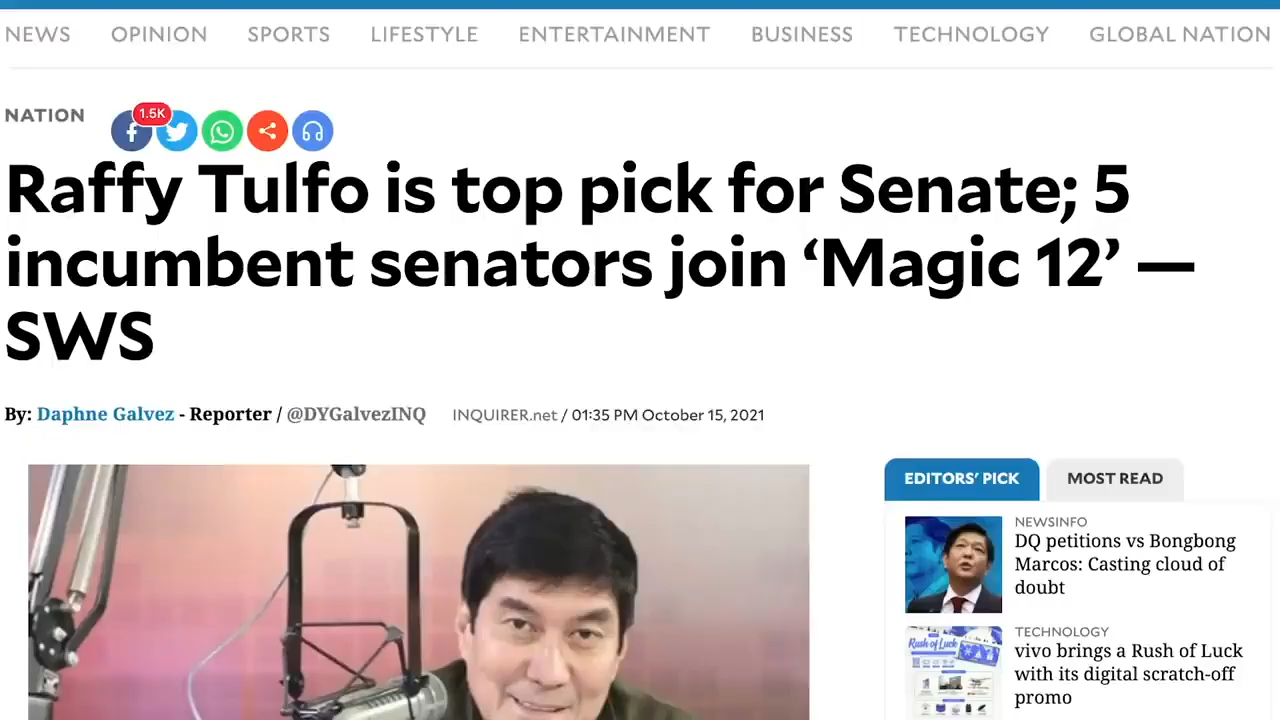 NEWS OPINION SPORTS LIFESTYLE ENTERTAINMENT BUSINESS TECHNOLOGY GLOBAL NATION
NATION
1.5K
Raffy Tulfo is top pick for Senate; 5
incumbent senators join ‘Magic 12’ —
SWS
By: Daphne Galvez - Reporter / @DYGalvezINQ INQUIRER.net / 01:35 PM October 15, 2021
EDITORS’ PICK MOST READ
NEWSINFO
DQ petitions vs Bongbong
Marcos: Casting cloud of
doubt
TECHNOLOGY
vivo brings a Rush of Luck
with its digital scratch-off
promo
Rush of Luck